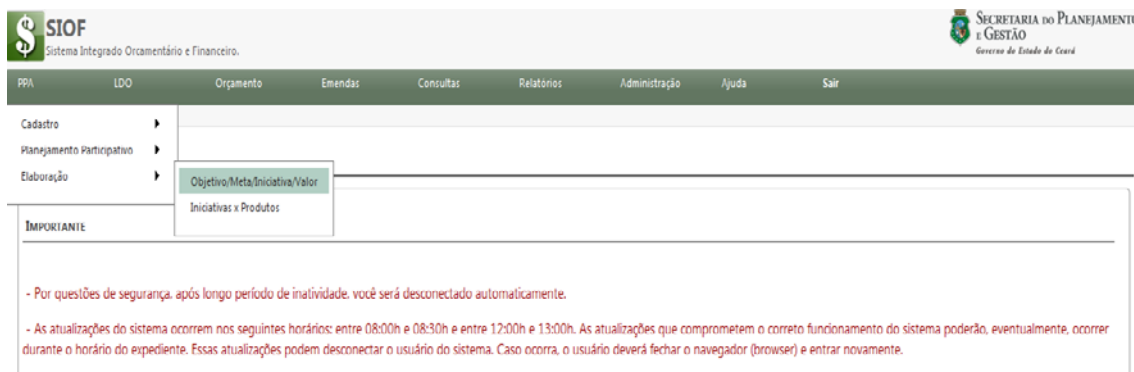 SIOF
Sistema Integrado Orçamentário e Financeiro.
SECRETARIA DO PLANEJAMENTO
E GESTÃO
Governo do Estado do Ceará
PPA LDO Orçamento Emendas Consultas Relatórios Administração Ajuda Sair
Cadastro
Planejamento Participativo
Elaboração
Objetivo/Meta/Iniciativa/Valor
Iniciativas x Produtos
IMPORTANTE
- Por questões de segurança, após longo período de inatividade, você será desconectado automaticamente.
- As atualizações do sistema ocorrem nos seguintes horários: entre 08:00h e 08:30h e entre 12:00h e 13:00h. As atualizações que comprometem o correto funcionamento do sistema poderão, eventualmente, ocorrer
durante o horário do expediente. Essas atualizações podem desconectar o usuário do sistema. Caso ocorra, o usuário deverá fechar o navegador (browser) e entrar novamente.